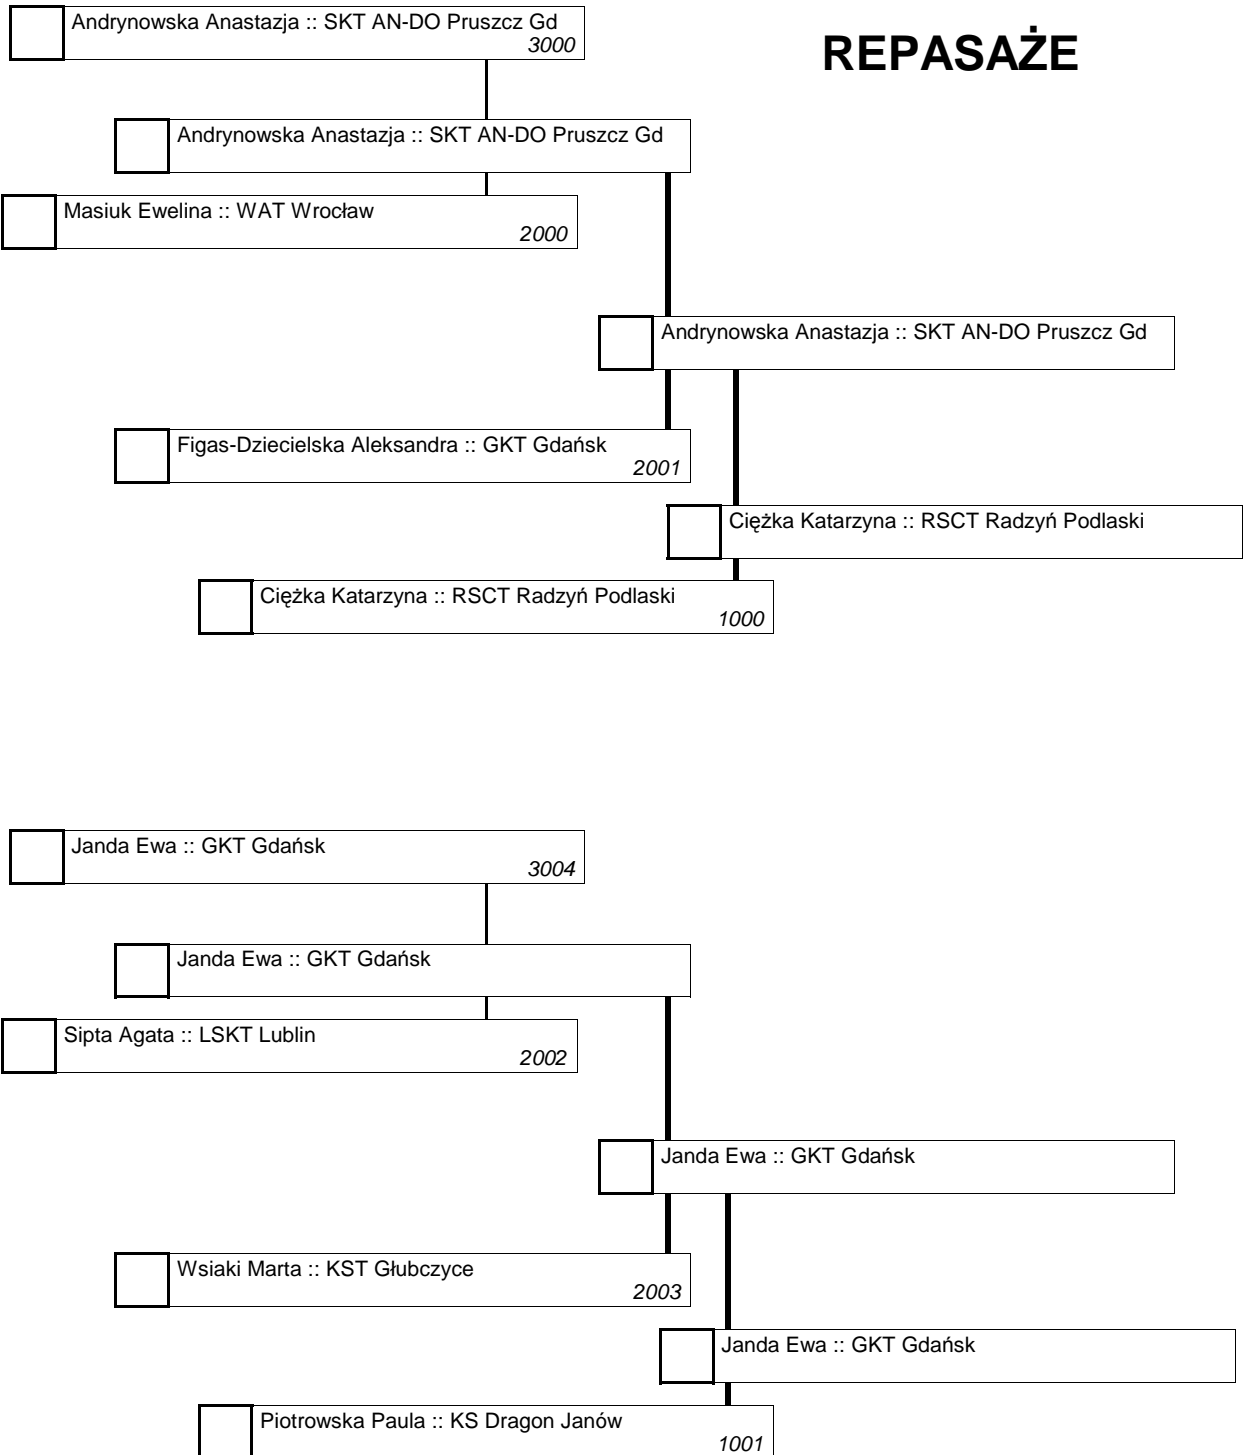 Andrynowska Anastazja :: SKT AN-DO Pruszcz Gd
3000
REPASAŻE
Andrynowska Anastazja :: SKT AN-DO Pruszcz Gd
Masiuk Ewelina :: WAT Wrocław
2000
Andrynowska Anastazja :: SKT AN-DO Pruszcz Gd
Figas-Dziecielska Aleksandra :: GKT Gdańsk
2001
Ciężka Katarzyna :: RSCT Radzyń Podlaski
Ciężka Katarzyna :: RSCT Radzyń Podlaski
1000
Janda Ewa :: GKT Gdańsk
3004
Janda Ewa :: GKT Gdańsk
Sipta Agata :: LSKT Lublin
2002
Janda Ewa :: GKT Gdańsk
Wsiaki Marta :: KST Głubczyce
2003
Janda Ewa :: GKT Gdańsk
Piotrowska Paula :: KS Dragon Janów
1001